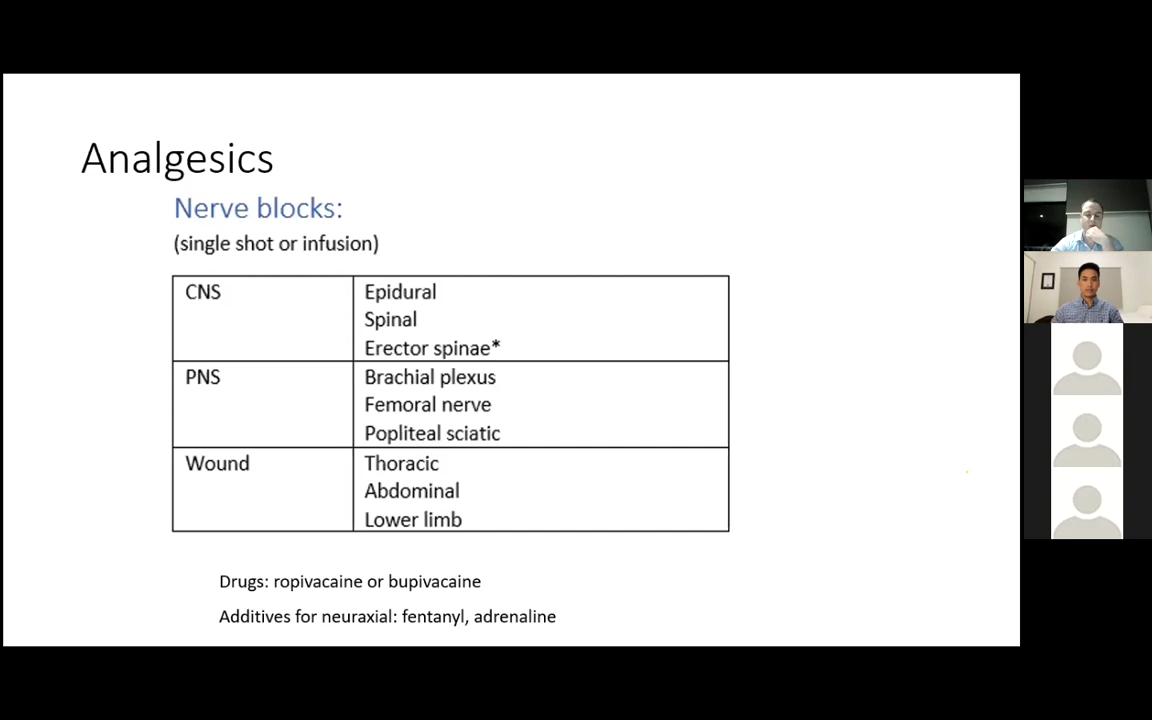 Analgesics
Nerve blocks:
(single shot or infusion)
CNS
Epidural
Spinal
Erector spinae*
PNS
Brachial plexus
Femoral nerve
Popliteal sciatic
Wound
Thoracic
Abdominal
Lower limb
Drugs: ropivacaine or bupivacaine
Additives for neuraxial: fentanyl, adrenaline